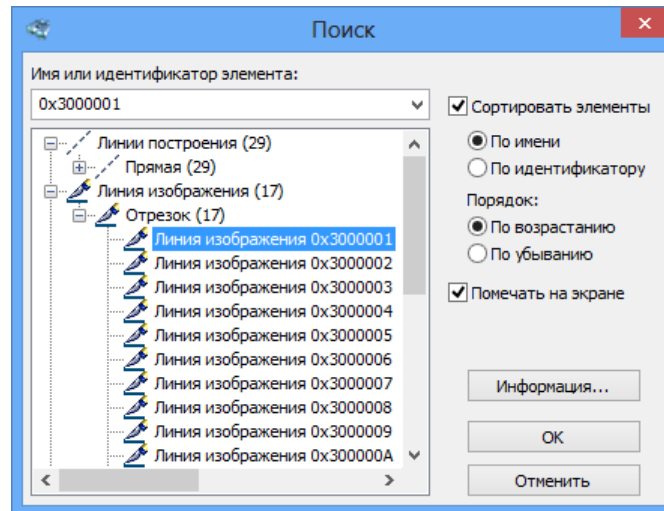 Поиск
Имя или идентификатор элемента:
0x3000001
Линии построения (29)
Прямая (29)
Линия изображения (17)
Отрезок (17)
Линия изображения 0x3000001
Линия изображения 0x3000002
Линия изображения 0x3000003
Линия изображения 0x3000004
Линия изображения 0x3000005
Линия изображения 0x3000006
Линия изображения 0x3000007
Линия изображения 0x3000008
Линия изображения 0x3000009
Линия изображения 0x300000A
Сортировать элементы
По имени
По идентификатору
Порядок:
По возрастанию
По убыванию
Помечать на экране
Информация...
ОК
Отменить